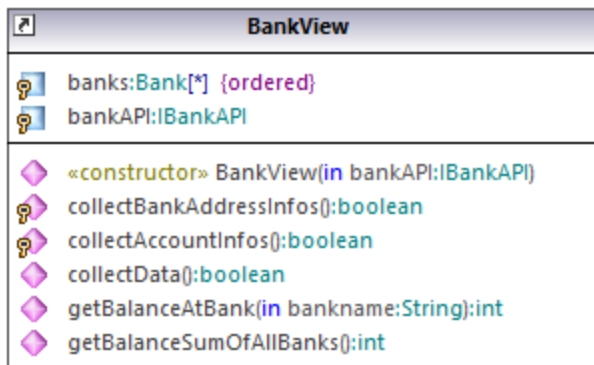 BankView
banks:Bank[*] {ordered}
bankAPI:IBankAPI
«constructor» BankView(in bankAPI:IBankAPI)
collectBankAddressInfos():boolean
collectAccountInfos():boolean
collectData():boolean
getBalanceAtBank(in bankname:String):int
getBalanceSumOfAllBanks():int